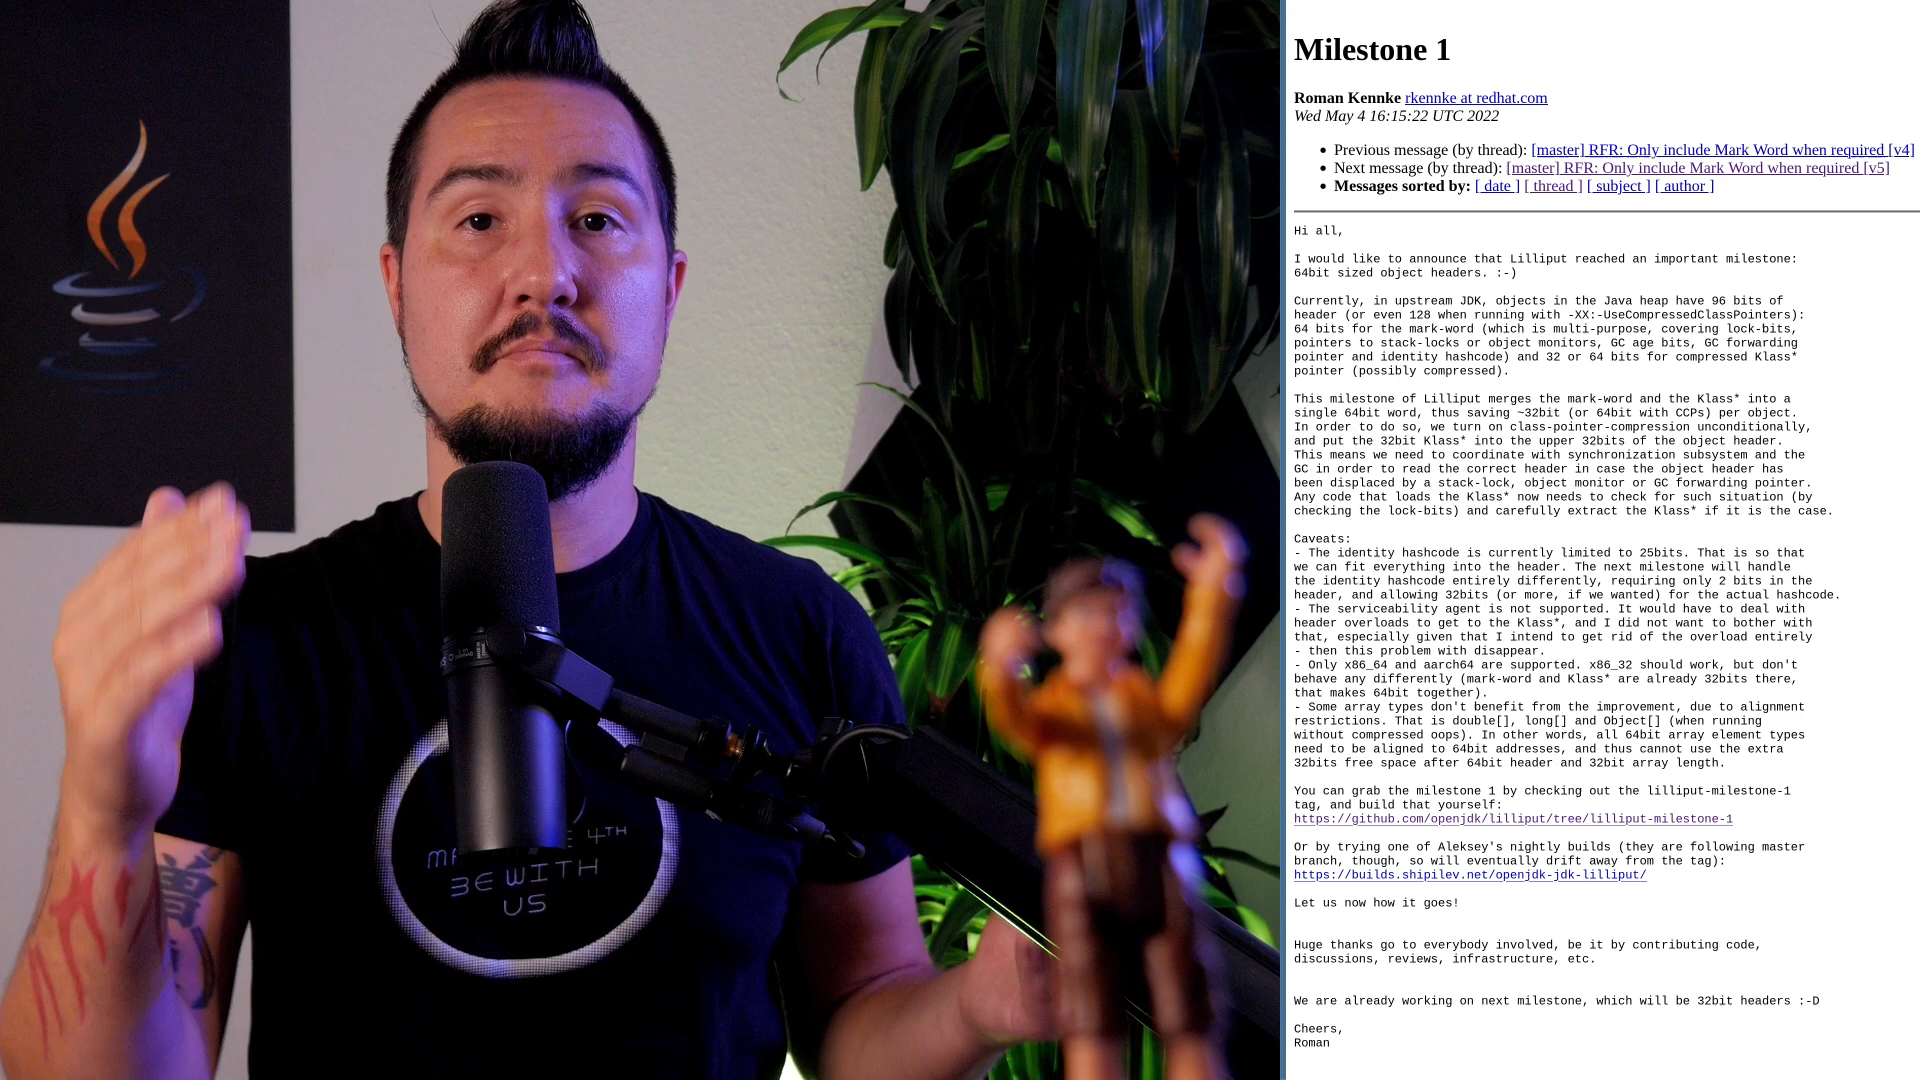 MA
E 4TH
BE WITH
US
Milestone 1
Roman Kennke rkennke at redhat.com
Wed May 4 16:15:22 UTC 2022
• Previous message (by thread): [master] RFR: Only include Mark Word when required [v4]
• Next message (by thread): [master] RFR: Only include Mark Word when required [v5]
• Messages sorted by: [ date ] [ thread ] [ subject ] [ author ]
Hi all,
I would like to announce that Lilliput reached an important milestone:
64bit sized object headers. :-)
Currently, in upstream JDK, objects in the Java heap have 96 bits of
header (or even 128 when running with -XX:-UseCompressedClassPointers):
64 bits for the mark-word (which is multi-purpose, covering lock-bits,
pointers to stack-locks or object monitors, GC age bits, GC forwarding
pointer and identity hashcode) and 32 or 64 bits for compressed Klass*
pointer (possibly compressed).
This milestone of Lilliput merges the mark-word and the Klass* into a
single 64bit word, thus saving ~32bit (or 64bit with CCPs) per object.
In order to do so, we turn on class-pointer-compression unconditionally,
and put the 32bit Klass* into the upper 32bits of the object header.
This means we need to coordinate with synchronization subsystem and the
GC in order to read the correct header in case the object header has
been displaced by a stack-lock, object monitor or GC forwarding pointer.
Any code that loads the Klass* now needs to check for such situation (by
checking the lock-bits) and carefully extract the Klass* if it is the case.
Caveats:
- The identity hashcode is currently limited to 25bits. That is so that
we can fit everything into the header. The next milestone will handle
the identity hashcode entirely differently, requiring only 2 bits in the
header, and allowing 32bits (or more, if we wanted) for the actual hashcode.
- The serviceability agent is not supported. It would have to deal with
header overloads to get to the Klass*, and I did not want to bother with
that, especially given that I intend to get rid of the overload entirely
- then this problem with disappear.
- Only x86_64 and aarch64 are supported. x86_32 should work, but don't
behave any differently (mark-word and Klass* are already 32bits there,
that makes 64bit together).
- Some array types don't benefit from the improvement, due to alignment
restrictions. That is double[], long[] and Object[] (when running
without compressed oops). In other words, all 64bit array element types
need to be aligned to 64bit addresses, and thus cannot use the extra
32bits free space after 64bit header and 32bit array length.
You can grab the milestone 1 by checking out the lilliput-milestone-1
tag, and build that yourself:
https://github.com/openjdk/lilliput/tree/lilliput-milestone-1
Or by trying one of Aleksey's nightly builds (they are following master
branch, though, so will eventually drift away from the tag):
https://builds.shipilev.net/openjdk-jdk-lilliput/
Let us now how it goes!
Huge thanks go to everybody involved, be it by contributing code,
discussions, reviews, infrastructure, etc.
We are already working on next milestone, which will be 32bit headers :-D
Cheers,
Roman